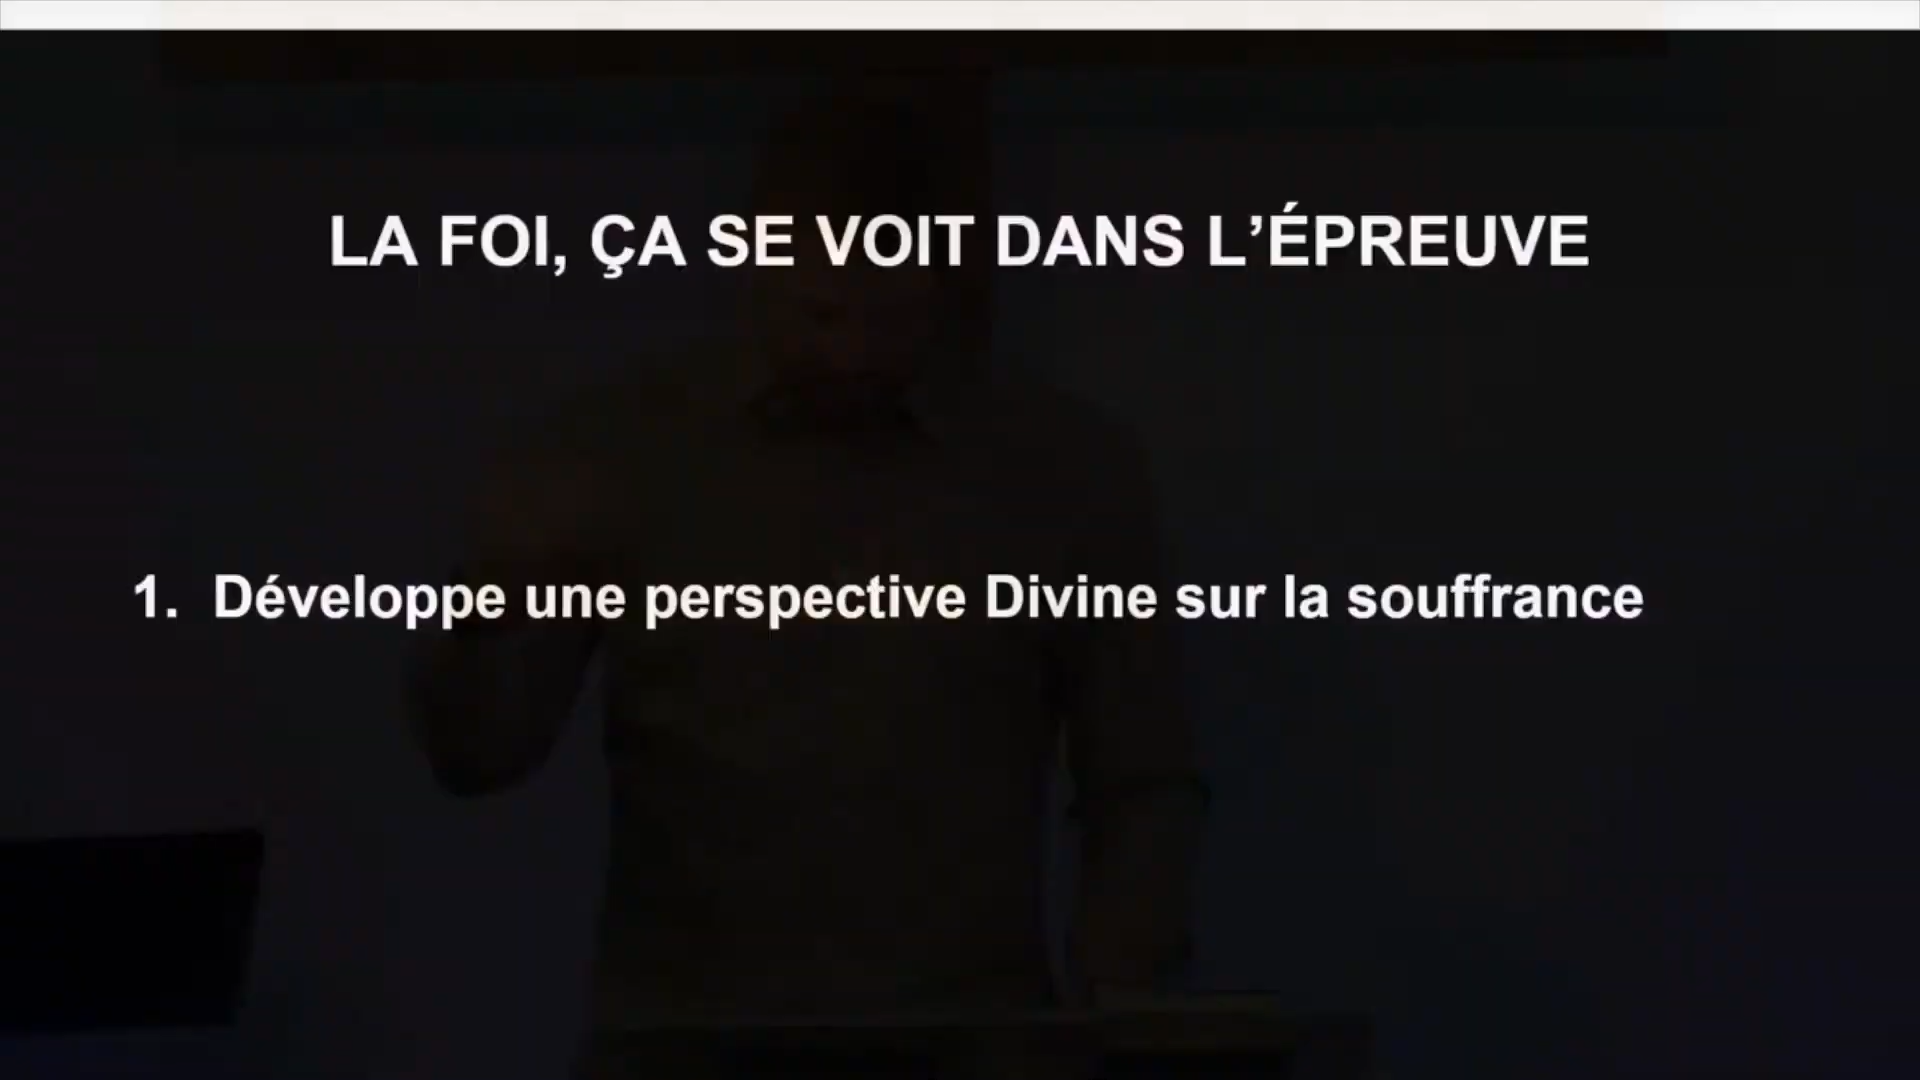 LA FOI, ÇA SE VOIT DANS L’ÉPREUVE
1. Développe une perspective Divine sur la souffrance